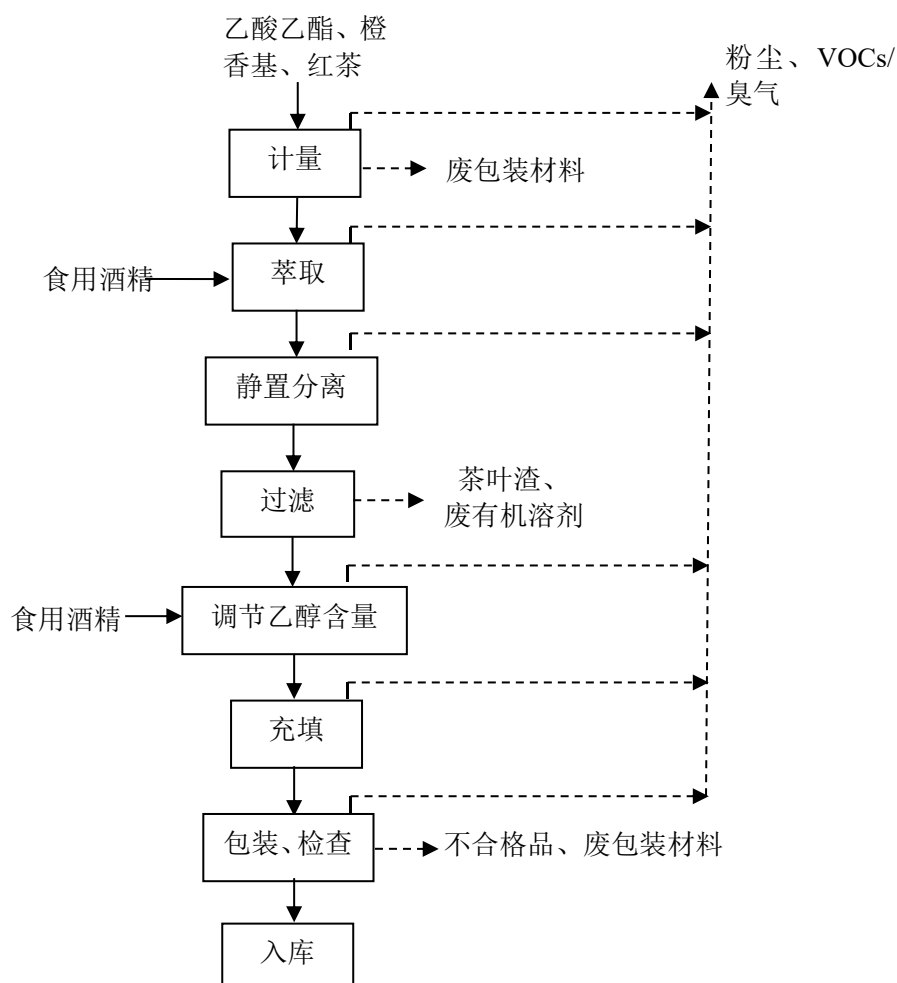 乙酸乙酯、橙
香基、红茶
粉尘、VOCs/
臭气
计量
废包装材料
萃取
食用酒精
静置分离
过滤
茶叶渣、
废有机溶剂
调节乙醇含量
食用酒精
充填
包装、检查
不合格品、废包装材料
入库